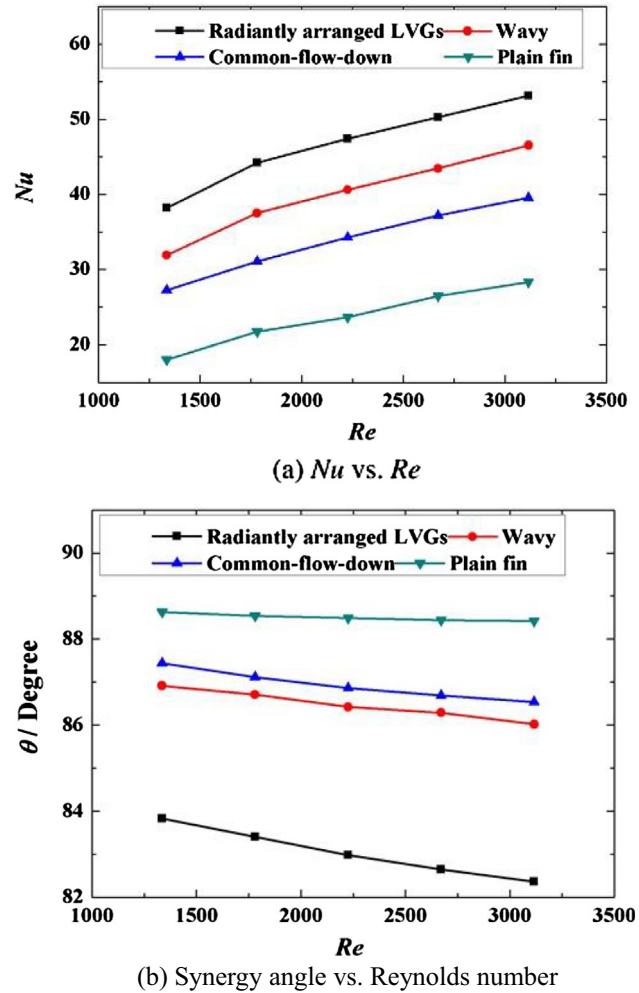 60
Radiantly arranged LVGs Wavy
Common-flow-down Plain fin
50
40
30
20
Nu
1000 1500 2000 2500 3000 3500
Re
(a) Nu vs. Re
Radiantly arranged LVGs Wavy
Common-flow-down Plain fin
90
88
86
84
82
θ / Degree
1000 1500 2000 2500 3000 3500
Re
(b) Synergy angle vs. Reynolds number